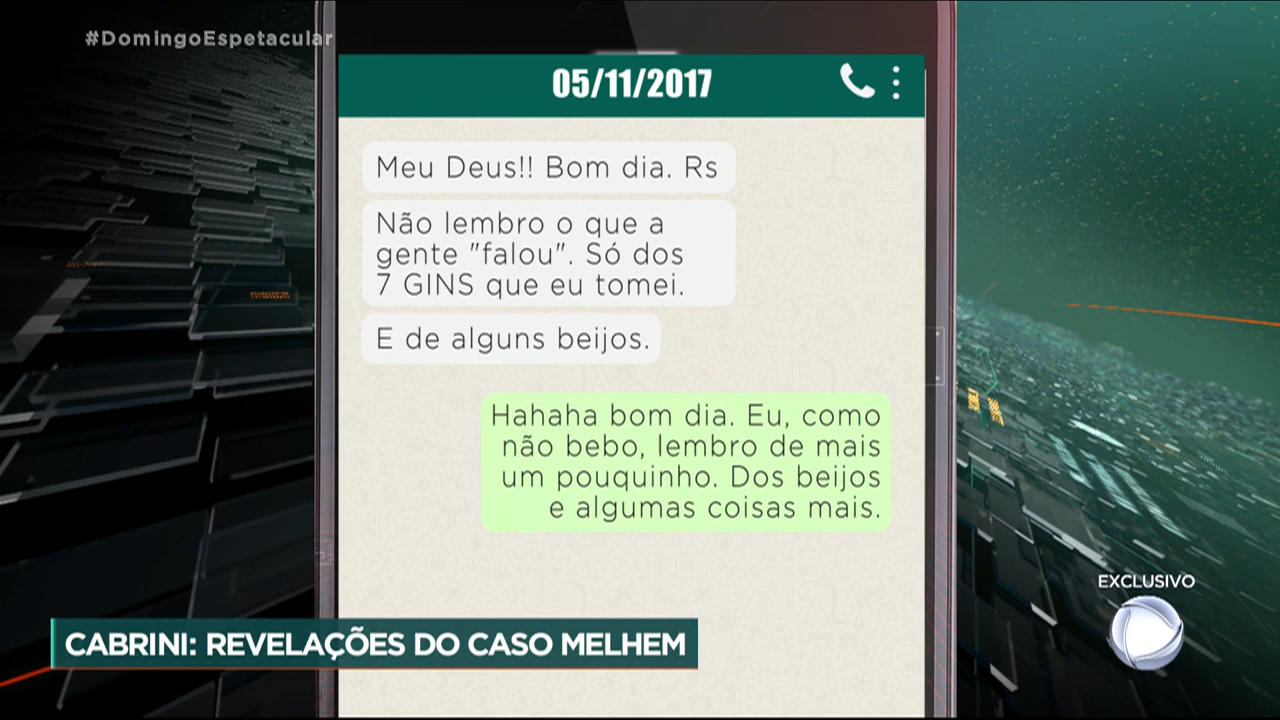 #DomingoEspetacular
05/11/2017
Meu Deus!! Bom dia. Rs
Não lembro o que a
gente "falou". Só dos
7 GINS que eu tomei.
E de alguns beijos.
Hahaha bom dia. Eu, como
não bebo, lembro de mais
um pouquinho. Dos beijos
e algumas coisas mais.
EXCLUSIVO
CABRINI: REVELAÇÕES DO CASO MELHEM